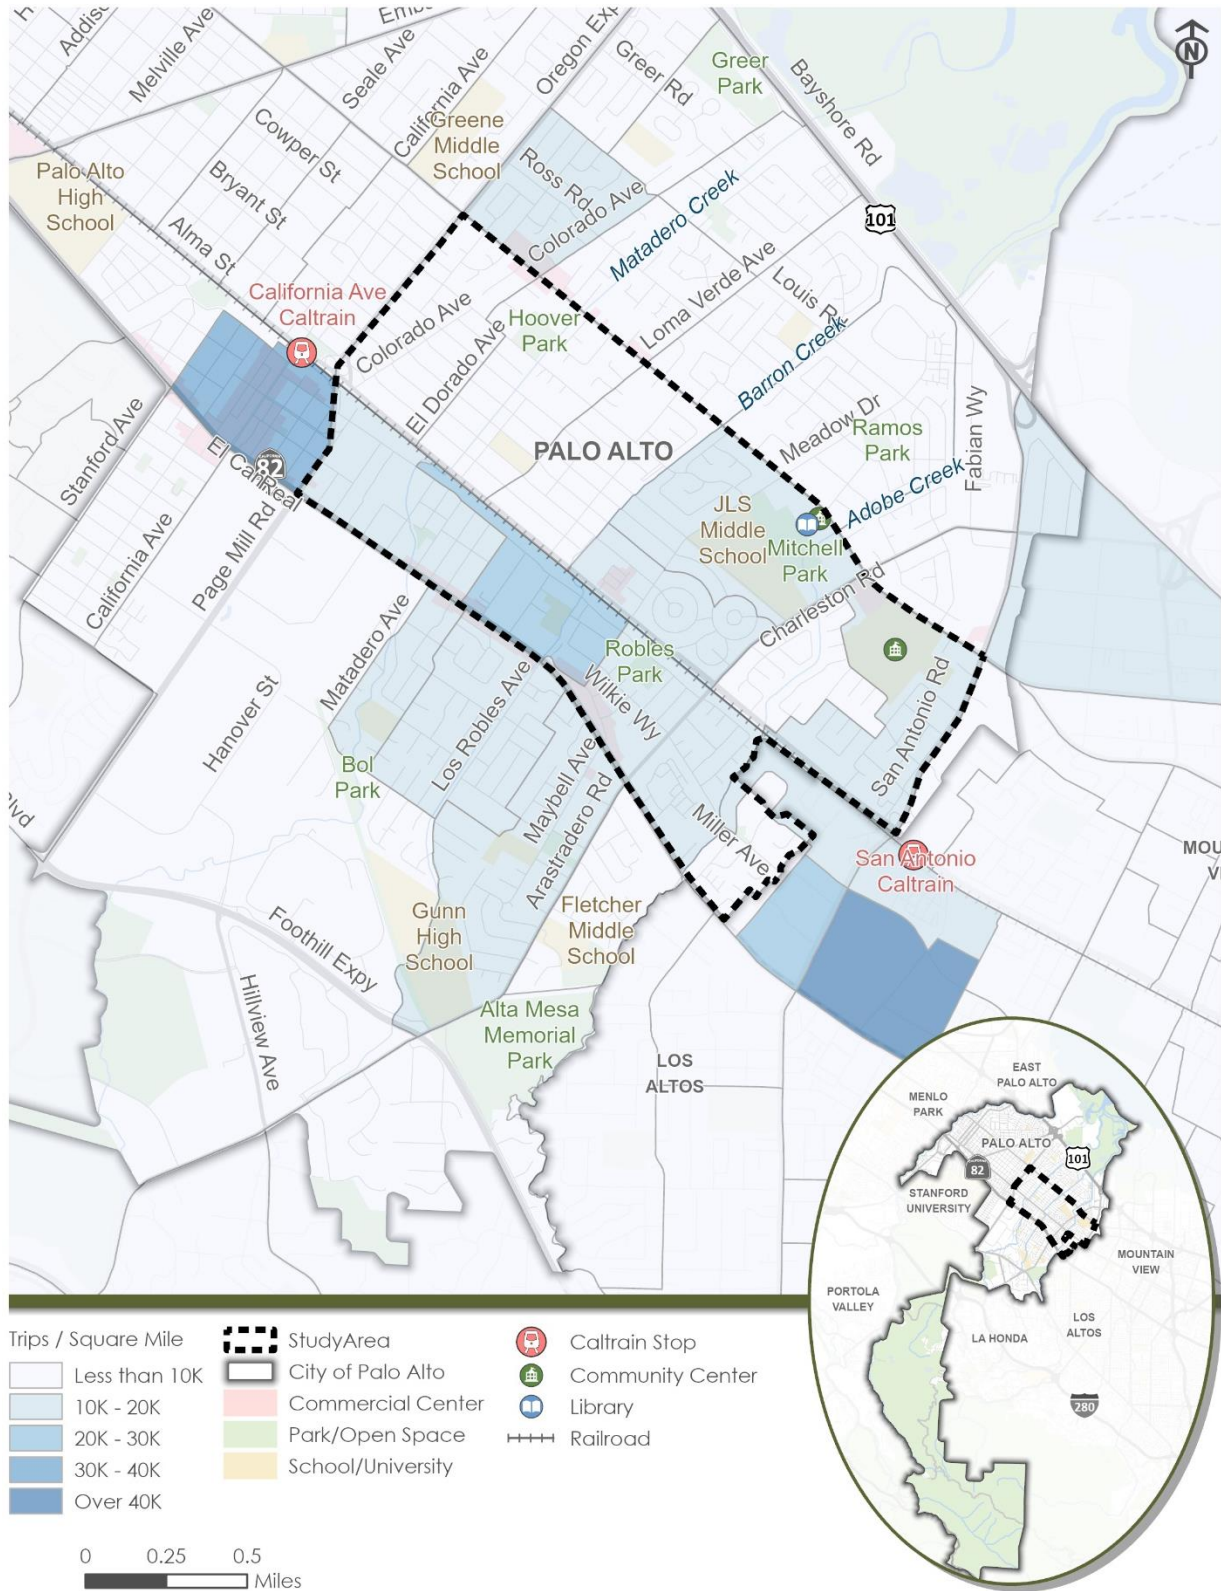 Addiso
Melville Ave
Emba
Seale Ave
California Ave
Oregon Exp
Greer Rd
Greer
Park
Bayshore Rd
N
Cowper St
Greene
Middle
School
Palo Alto
High
School
Bryant St
Ross Rd
Colorado Ave
Matadero Creek
101
Alma St
California Ave
Caltrain
Colorado Ave
Hoover
Park
Loma Verde Ave
Louis R
El Dorado Ave
Barron Creek
Stanford Ave
PALO ALTO
Meadow Dr
Ramos
Park
Fabian Wy
CALIFORNIA
82
El Cam
Real
JLS
Middle
School
Adobe Creek
California Ave
Page Mill Rd
Mitchell
Park
Charleston Rd
Matadero Ave
Robles
Park
Hanover St
Los Robles Ave
Wilkie Wy
San Antonio Rd
Bol
Park
Maybell Ave
Arastradero Rd
Blvd
Miller Ave
San Antonio
Caltrain
MOU
VI
Gunn
High
School
Fletcher
Middle
School
Foothill Expy
Hillview Ave
Alta Mesa
Memorial
Park
LOS
ALTOS
EAST
PALO ALTO
MENLO
PARK
PALO ALTO
101
82
STANFORD
UNIVERSITY
MOUNTAIN
VIEW
PORTOLA
VALLEY
LA HONDA
LOS
ALTOS
280
Trips / Square Mile
Less than 10K
10K - 20K
20K - 30K
30K - 40K
Over 40K
StudyArea
City of Palo Alto
Commercial Center
Park/Open Space
School/University
Caltrain Stop
Community Center
Library
Railroad
0 0.25 0.5
Miles